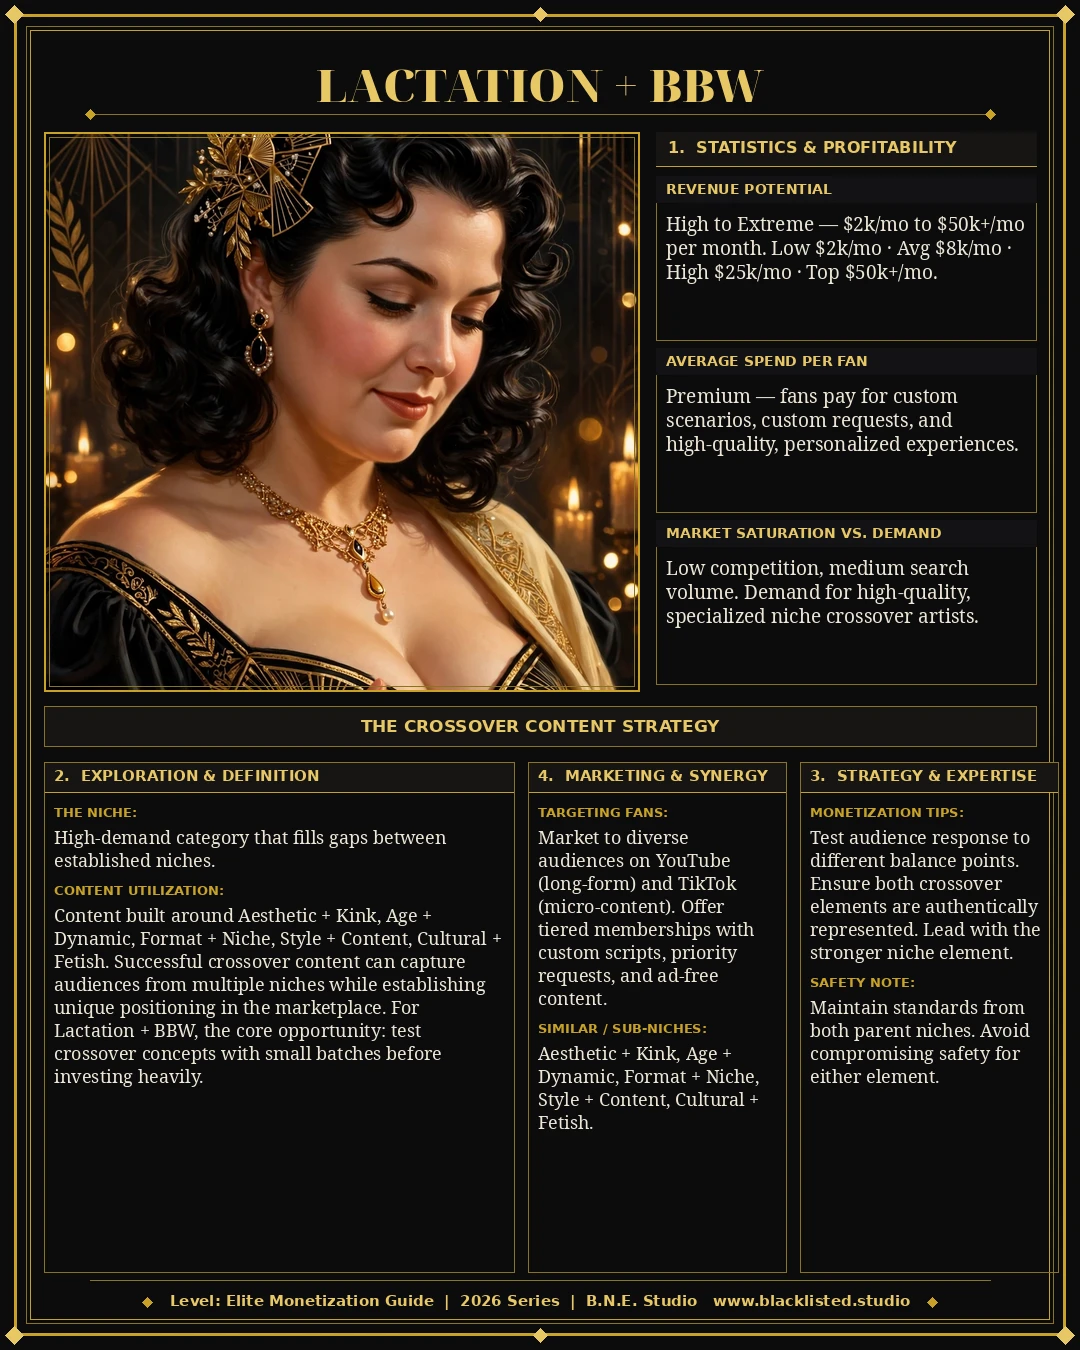 LACTATION + BBW
1. STATISTICS & PROFITABILITY
REVENUE POTENTIAL
High to Extreme — $2k/mo to $50k+/mo
per month. Low $2k/mo · Avg $8k/mo ·
High $25k/mo · Top $50k+/mo.
AVERAGE SPEND PER FAN
Premium — fans pay for custom
scenarios, custom requests, and
high-quality, personalized experiences.
MARKET SATURATION VS. DEMAND
Low competition, medium search
volume. Demand for high-quality,
specialized niche crossover artists.
THE CROSSOVER CONTENT STRATEGY
2. EXPLORATION & DEFINITION
THE NICHE:
High-demand category that fills gaps between
established niches.
CONTENT UTILIZATION:
Content built around Aesthetic + Kink, Age +
Dynamic, Format + Niche, Style + Content, Cultural +
Fetish. Successful crossover content can capture
audiences from multiple niches while establishing
unique positioning in the marketplace. For
Lactation + BBW, the core opportunity: test
crossover concepts with small batches before
investing heavily.
4. MARKETING & SYNERGY
TARGETING FANS:
Market to diverse
audiences on YouTube
(long-form) and TikTok
(micro-content). Offer
tiered memberships with
custom scripts, priority
requests, and ad-free
content.
SIMILAR / SUB-NICHES:
Aesthetic + Kink, Age +
Dynamic, Format + Niche,
Style + Content, Cultural +
Fetish.
3. STRATEGY & EXPERTISE
MONETIZATION TIPS:
Test audience response to
different balance points.
Ensure both crossover
elements are authentically
represented. Lead with the
stronger niche element.
SAFETY NOTE:
Maintain standards from
both parent niches. Avoid
compromising safety for
either element.
Level: Elite Monetization Guide | 2026 Series | B.N.E. Studio www.blacklisted.studio